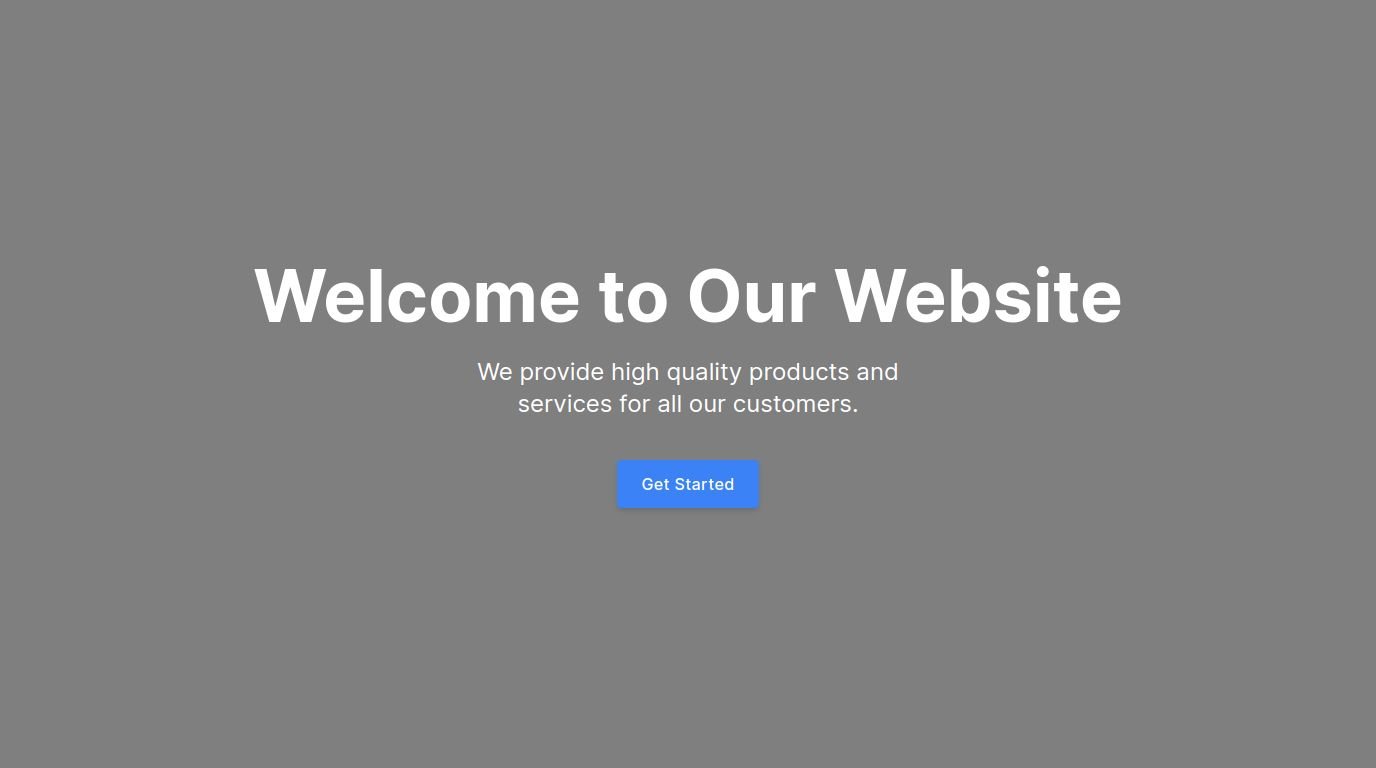 Welcome to Our Website
We provide high quality products and
services for all our customers.
Get Started